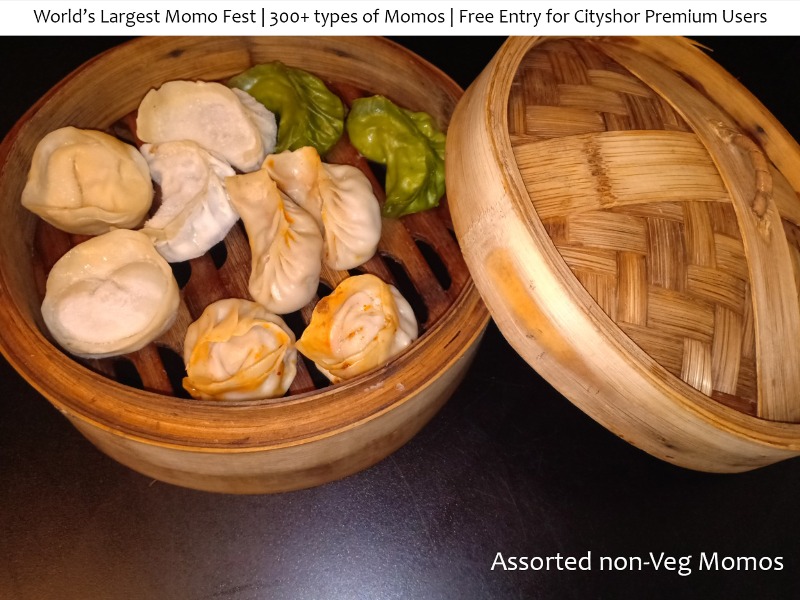 World’s Largest Momo Fest | 300+ types of Momos | Free Entry for Cityshor Premium Users
Assorted non-Veg Momos